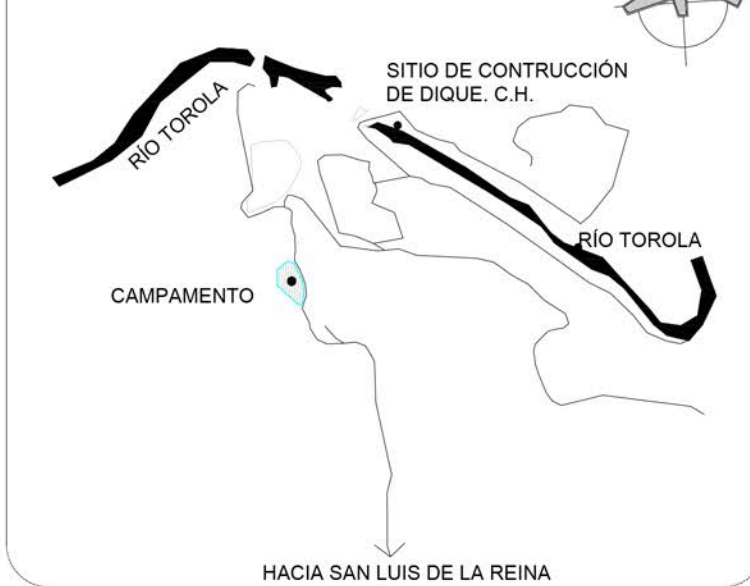 SITIO DE CONTRUCCIÓN
DE DIQUE. C.H.
RÍO TOROLA
RÍO TOROLA
CAMPAMENTO
HACIA SAN LUIS DE LA REINA